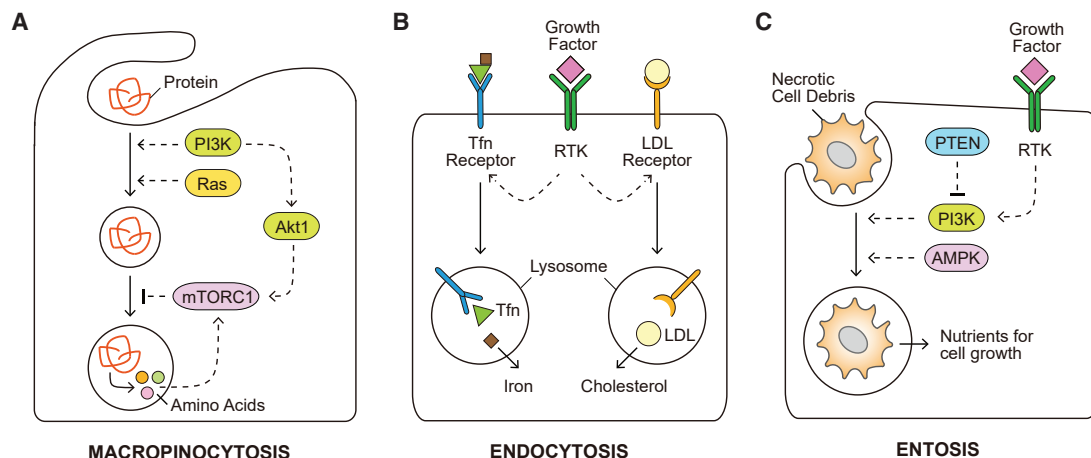 A
Protein
PI3K
Ras
Akt1
mTORC1
Amino Acids
MACROPINOCYTOSIS
B
Growth
Factor
Tfn
Receptor
RTK
LDL
Receptor
Lysosome
Tfn
LDL
Iron
Cholesterol
ENDOCYTOSIS
C
Growth
Factor
Necrotic
Cell Debris
PTEN
RTK
PI3K
AMPK
Nutrients for
cell growth
ENTOSIS